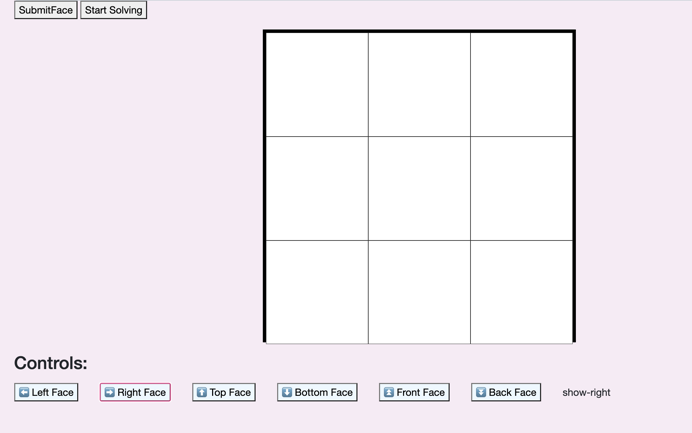 SubmitFace Start Solving
Controls:
⬅️ Left Face ➡️ Right Face ⬆️ Top Face ⬇️ Bottom Face ⏫ Front Face ⏬ Back Face show-right